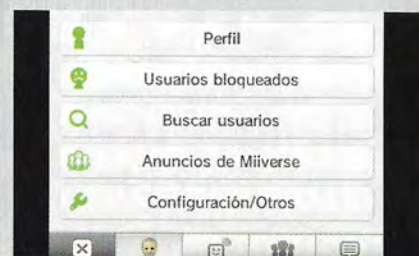 Perfil
Usuarios bloqueados
Buscar usuarios
Anuncios de Miiverse
Configuración/Otros